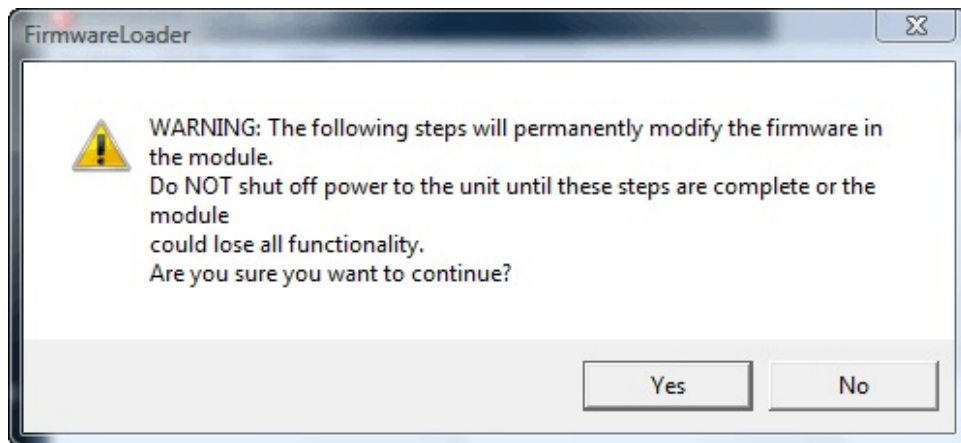 FirmwareLoader
WARNING: The following steps will permanently modify the firmware in
the module.
Do NOT shut off power to the unit until these steps are complete or the
module
could lose all functionality.
Are you sure you want to continue?
Yes
No